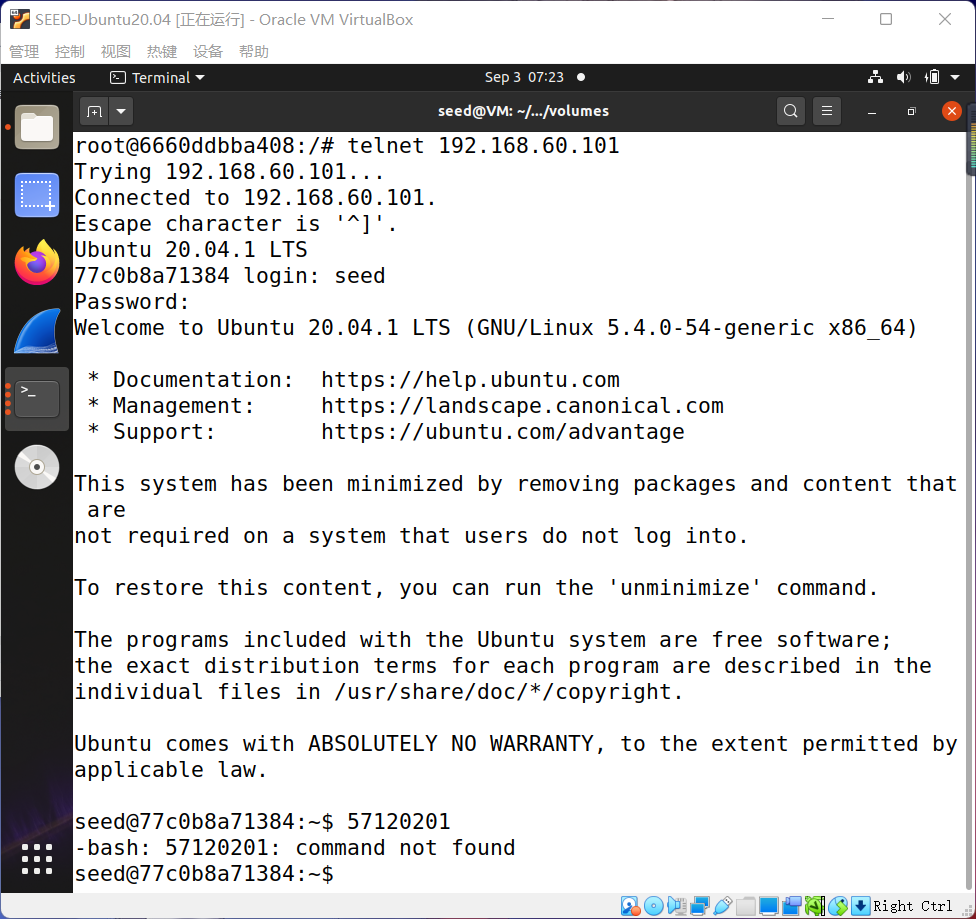 SEED-Ubuntu20.04 [正在运行] - Oracle VM VirtualBox
管理 控制 视图 热键 设备 帮助
Activities Terminal Sep 3 07:23
seed@VM: ~/.../volumes
root@6660ddbba408:/# telnet 192.168.60.101
Trying 192.168.60.101...
Connected to 192.168.60.101.
Escape character is '^]'.
Ubuntu 20.04.1 LTS
77c0b8a71384 login: seed
Password:
Welcome to Ubuntu 20.04.1 LTS (GNU/Linux 5.4.0-54-generic x86_64)
* Documentation: https://help.ubuntu.com
* Management: https://landscape.canonical.com
* Support: https://ubuntu.com/advantage
This system has been minimized by removing packages and content that
are
not required on a system that users do not log into.
To restore this content, you can run the 'unminimize' command.
The programs included with the Ubuntu system are free software;
the exact distribution terms for each program are described in the
individual files in /usr/share/doc/*/copyright.
Ubuntu comes with ABSOLUTELY NO WARRANTY, to the extent permitted by
applicable law.
seed@77c0b8a71384:~$ 57120201
-bash: 57120201: command not found
seed@77c0b8a71384:~$
Right Ctrl